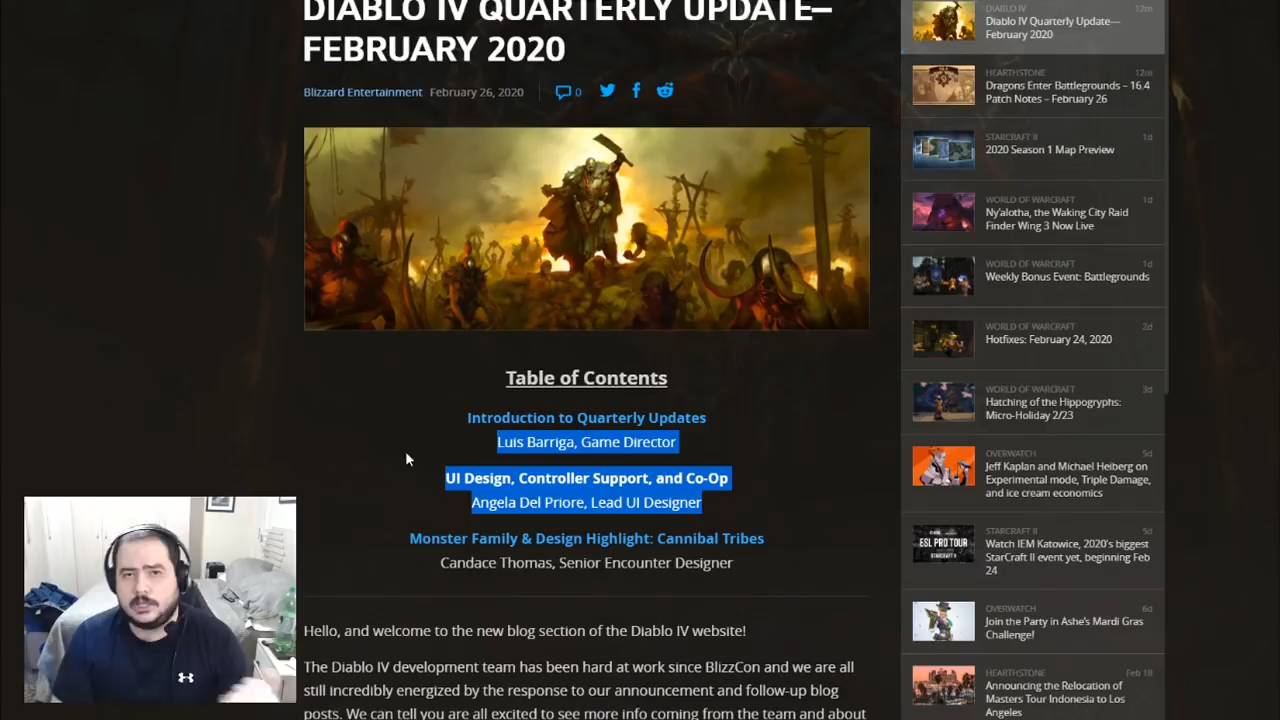 DIABLO IV QUARTERLY UPDATE—
FEBRUARY 2020
Blizzard Entertainment February 26, 2020 0
Table of Contents
Introduction to Quarterly Updates
Luis Barriga, Game Director
UI Design, Controller Support, and Co-Op
Angela Del Priore, Lead UI Designer
Monster Family & Design Highlight: Cannibal Tribes
Candace Thomas, Senior Encounter Designer
Hello, and welcome to the new blog section of the Diablo IV website!
The Diablo IV development team has been hard at work since BlizzCon and we are all
still incredibly energized by the response to our announcement and follow-up blog
posts. We can tell you are all excited to see more info coming from the team and about
DIABLO IV 12m
Diablo IV Quarterly Update—
February 2020
HEARTHSTONE 12m
Dragons Enter Battlegrounds – 16.4
Patch Notes – February 26
STARCRAFT II 1d
2020 Season 1 Map Preview
WORLD OF WARCRAFT 1d
Ny'alotha, the Waking City Raid
Finder Wing 3 Now Live
WORLD OF WARCRAFT 1d
Weekly Bonus Event: Battlegrounds
WORLD OF WARCRAFT 2d
Hotfixes: February 24, 2020
WORLD OF WARCRAFT 3d
Hatching of the Hippogryphs:
Micro-Holiday 2/23
OVERWATCH 5d
Jeff Kaplan and Michael Heiberg on
Experimental mode, Triple Damage,
and ice cream economics
STARCRAFT II 5d
Watch IEM Katowice, 2020's biggest
StarCraft II event yet, beginning Feb
24
ESL PRO TOUR
OVERWATCH 6d
Join the Party in Ashe's Mardi Gras
Challenge!
HEARTHSTONE Feb 18
Announcing the Relocation of
Masters Tour Indonesia to Los
Angeles